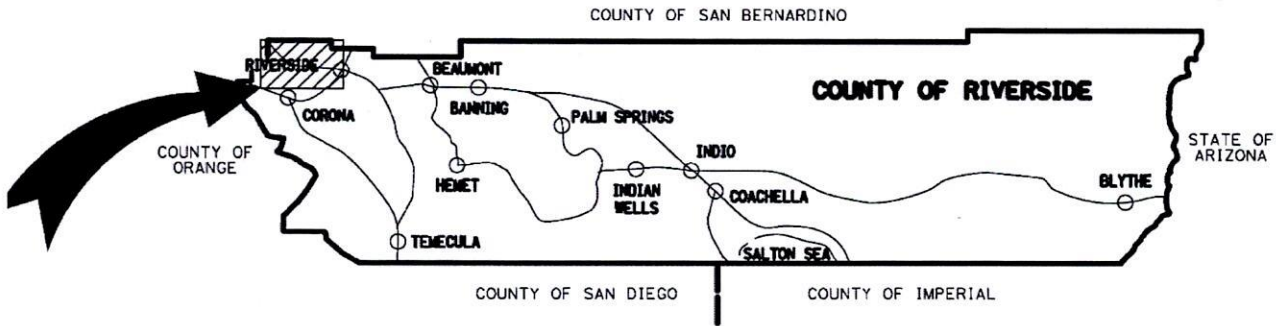 COUNTY OF SAN BERNARDINO
RIVERSIDE
BEAUMONT
COUNTY OF RIVERSIDE
CORONA
BANNING
PALM SPRINGS
STATE OF
ARIZONA
COUNTY OF
ORANGE
INDIO
HEMET
INDIAN
WELLS
COACHELLA
BLYTHE
TEMECULA
SALTON SEA
COUNTY OF SAN DIEGO
COUNTY OF IMPERIAL